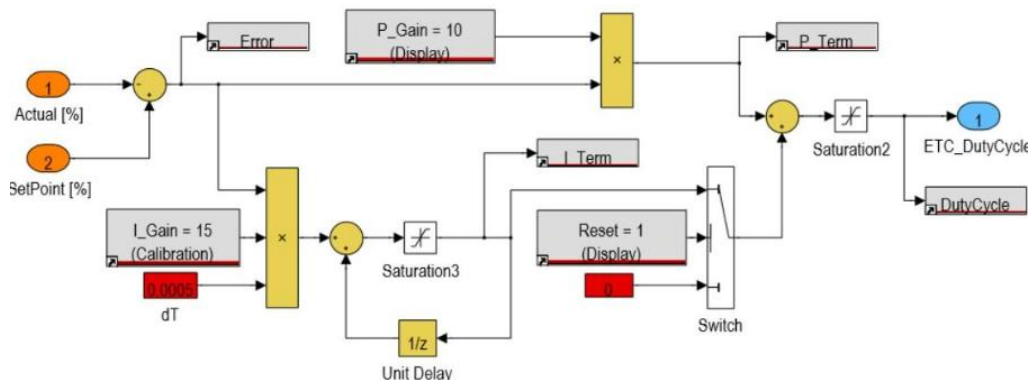 Error
P_Gain = 10
(Display)
×
P_Term
1
Actual [%]
2
SetPoint [%]
Saturation2
1
ETC_DutyCycle
DutyCycle
I_Term
I_Gain = 15
(Calibration)
×
0.0005
dT
Saturation3
1/z
Unit Delay
Reset = 1
(Display)
0
Switch